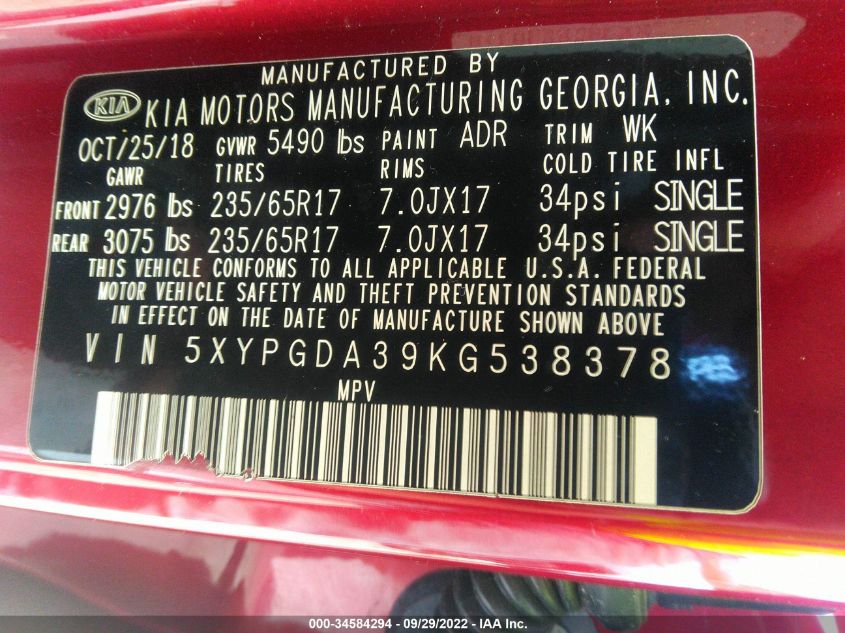 MANUFACTURED BY
KIA KIA MOTORS MANUFACTURING GEORGIA, INC.
OCT/25/18 GVWR 5490 lbs PAINT ADR TRIM WK
GAWR TIRES RIMS COLD TIRE INFL
FRONT 2976 lbs 235/65R17 7.0JX17 34psi SINGLE
REAR 3075 lbs 235/65R17 7.0JX17 34psi SINGLE
THIS VEHICLE CONFORMS TO ALL APPLICABLE U.S.A. FEDERAL
MOTOR VEHICLE SAFETY AND THEFT PREVENTION STANDARDS
IN EFFECT ON THE DATE OF MANUFACTURE SHOWN ABOVE
VIN 5XYPGDA39KG538378
MPV
000-34584294 - 09/29/2022 - IAA Inc.